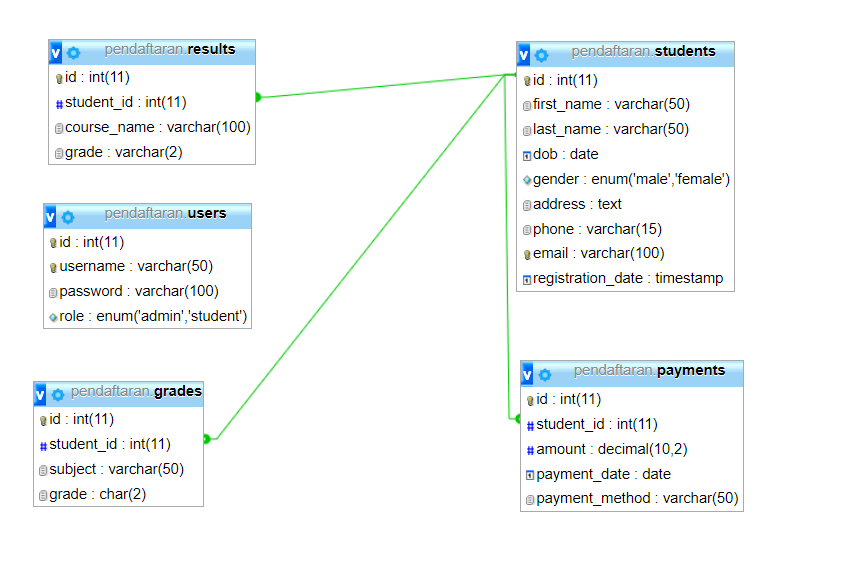 pendaftaran.results
id : int(11)
student_id : int(11)
course_name : varchar(100)
grade : varchar(2)
pendaftaran.users
id : int(11)
username : varchar(50)
password : varchar(100)
role : enum('admin','student')
pendaftaran.grades
id : int(11)
student_id : int(11)
subject : varchar(50)
grade : char(2)
pendaftaran.students
id : int(11)
first_name : varchar(50)
last_name : varchar(50)
dob : date
gender : enum('male','female')
address : text
phone : varchar(15)
email : varchar(100)
registration_date : timestamp
pendaftaran.payments
id : int(11)
student_id : int(11)
amount : decimal(10,2)
payment_date : date
payment_method : varchar(50)